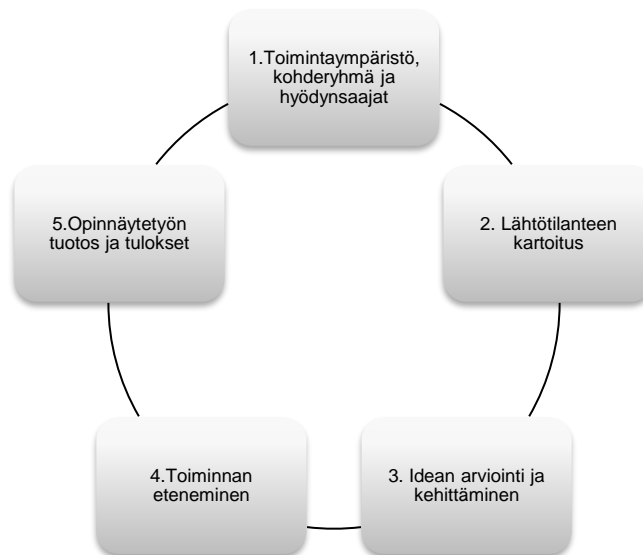 1.Toimintaympäristö,
kohderyhmä ja
hyödynsaajat
2. Lähtötilanteen
kartoitus
3. Idean arviointi ja
kehittäminen
4.Toiminnan
eteneminen
5.Opinnäytetyön
tuotos ja tulokset